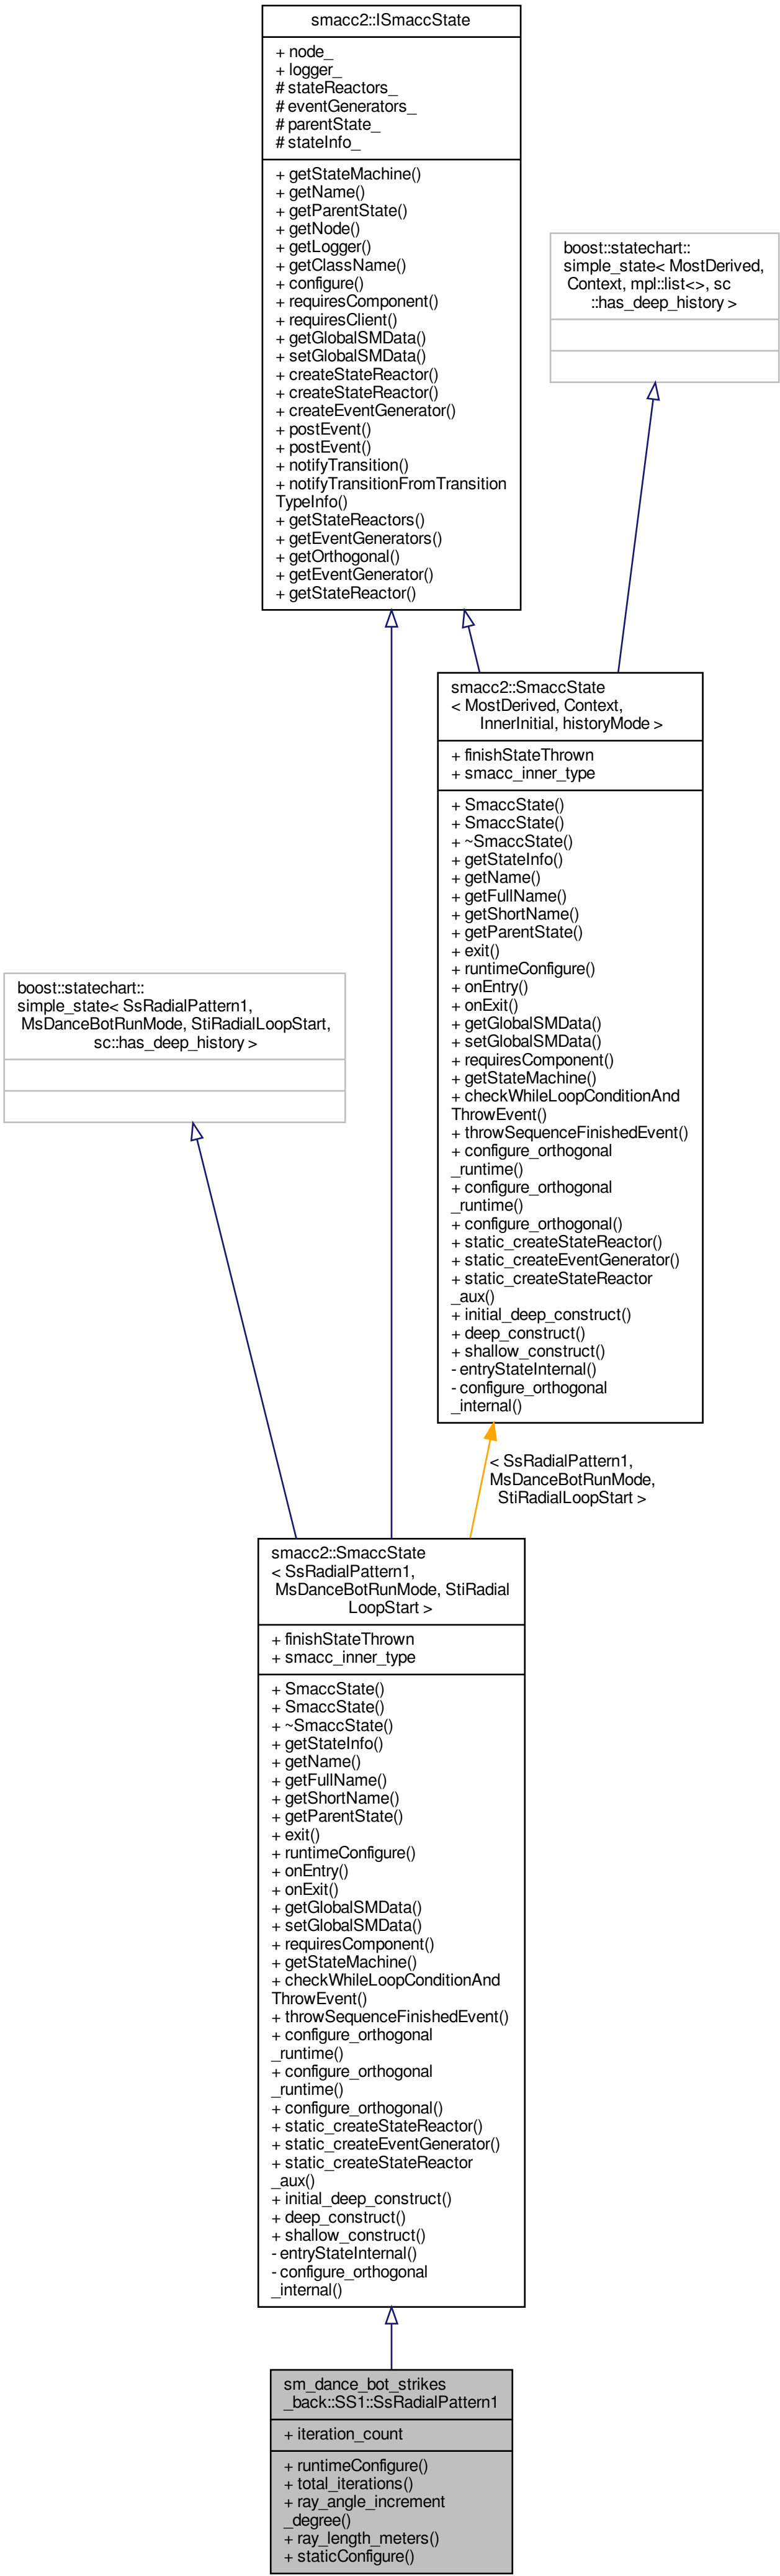 smacc2::ISmaccState
+ node_
+ logger_
# stateReactors_
# eventGenerators_
# parentState_
# stateInfo_
+ getStateMachine()
+ getName()
+ getParentState()
+ getNode()
+ getLogger()
+ getClassName()
+ configure()
+ requiresComponent()
+ requiresClient()
+ getGlobalSMData()
+ setGlobalSMData()
+ createStateReactor()
+ createStateReactor()
+ createEventGenerator()
+ postEvent()
+ postEvent()
+ notifyTransition()
+ notifyTransitionFromTransition
TypeInfo()
+ getStateReactors()
+ getEventGenerators()
+ getOrthogonal()
+ getEventGenerator()
+ getStateReactor()
boost::statechart::
simple_state< MostDerived,
Context, mpl::list<>, sc
::has_deep_history >
smacc2::SmaccState
< MostDerived, Context,
InnerInitial, historyMode >
+ finishStateThrown
+ smacc_inner_type
+ SmaccState()
+ SmaccState()
+ ~SmaccState()
+ getStateInfo()
+ getName()
+ getFullName()
+ getShortName()
+ getParentState()
+ exit()
+ runtimeConfigure()
+ onEntry()
+ onExit()
+ getGlobalSMData()
+ setGlobalSMData()
+ requiresComponent()
+ getStateMachine()
+ checkWhileLoopConditionAnd
ThrowEvent()
+ throwSequenceFinishedEvent()
+ configure_orthogonal
_runtime()
+ configure_orthogonal
_runtime()
+ configure_orthogonal()
+ static_createStateReactor()
+ static_createEventGenerator()
+ static_createStateReactor
_aux()
+ initial_deep_construct()
+ deep_construct()
+ shallow_construct()
- entryStateInternal()
- configure_orthogonal
_internal()
boost::statechart::
simple_state< SsRadialPattern1,
MsDanceBotRunMode, StiRadialLoopStart,
sc::has_deep_history >
< SsRadialPattern1,
MsDanceBotRunMode,
StiRadialLoopStart >
smacc2::SmaccState
< SsRadialPattern1,
MsDanceBotRunMode, StiRadial
LoopStart >
+ finishStateThrown
+ smacc_inner_type
+ SmaccState()
+ SmaccState()
+ ~SmaccState()
+ getStateInfo()
+ getName()
+ getFullName()
+ getShortName()
+ getParentState()
+ exit()
+ runtimeConfigure()
+ onEntry()
+ onExit()
+ getGlobalSMData()
+ setGlobalSMData()
+ requiresComponent()
+ getStateMachine()
+ checkWhileLoopConditionAnd
ThrowEvent()
+ throwSequenceFinishedEvent()
+ configure_orthogonal
_runtime()
+ configure_orthogonal
_runtime()
+ configure_orthogonal()
+ static_createStateReactor()
+ static_createEventGenerator()
+ static_createStateReactor
_aux()
+ initial_deep_construct()
+ deep_construct()
+ shallow_construct()
- entryStateInternal()
- configure_orthogonal
_internal()
sm_dance_bot_strikes
_back::SS1::SsRadialPattern1
+ iteration_count
+ runtimeConfigure()
+ total_iterations()
+ ray_angle_increment
_degree()
+ ray_length_meters()
+ staticConfigure()